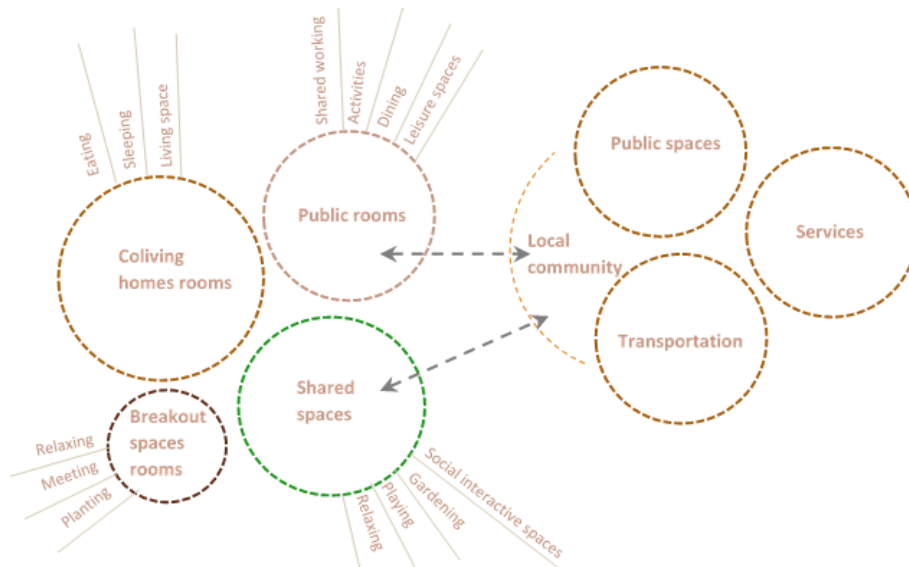 Eating
Sleeping
Living space
Shared working
Activities
Dining
Leisure spaces
Coliving
homes rooms
Public rooms
Local
community
Public spaces
Services
Transportation
Shared
spaces
Breakout
spaces
rooms
Relaxing
Meeting
Planting
Relaxing
Playing
Gardening
Social interactive spaces